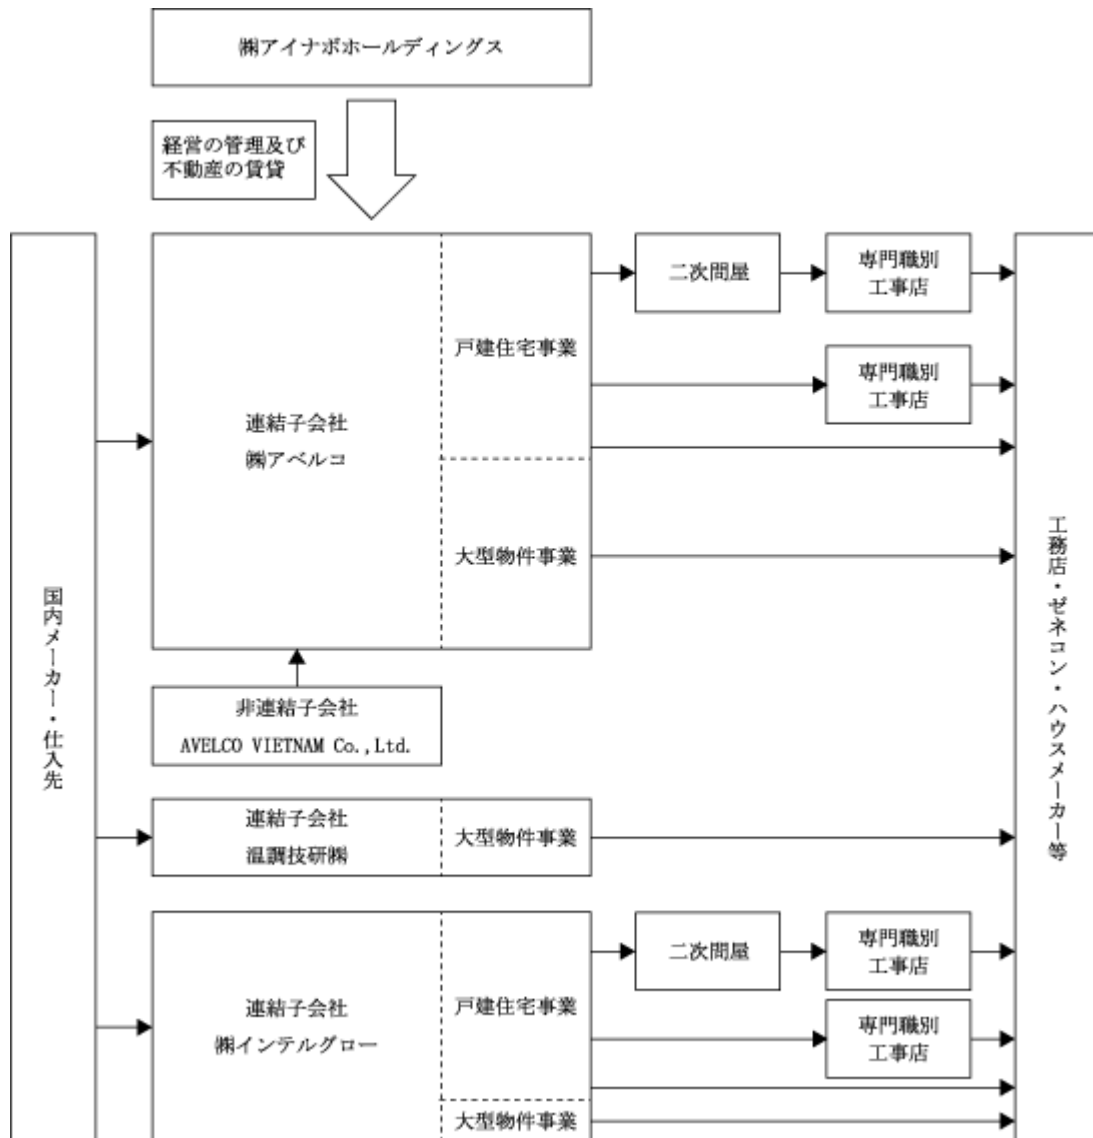 ㈱アイナボホールディングス
経営の管理及び
不動産の賃貸
国内メーカー・仕入先
連結子会社
㈱アベルコ
戸建住宅事業
大型物件事業
二次問屋
専門職別
工事店
専門職別
工事店
工務店・ゼネコン・ハウスメーカー等
非連結子会社
AVELCO VIETNAM Co.,Ltd.
連結子会社
温調技研㈱
大型物件事業
連結子会社
㈱インテルグロー
戸建住宅事業
大型物件事業
二次問屋
専門職別
工事店
専門職別
工事店